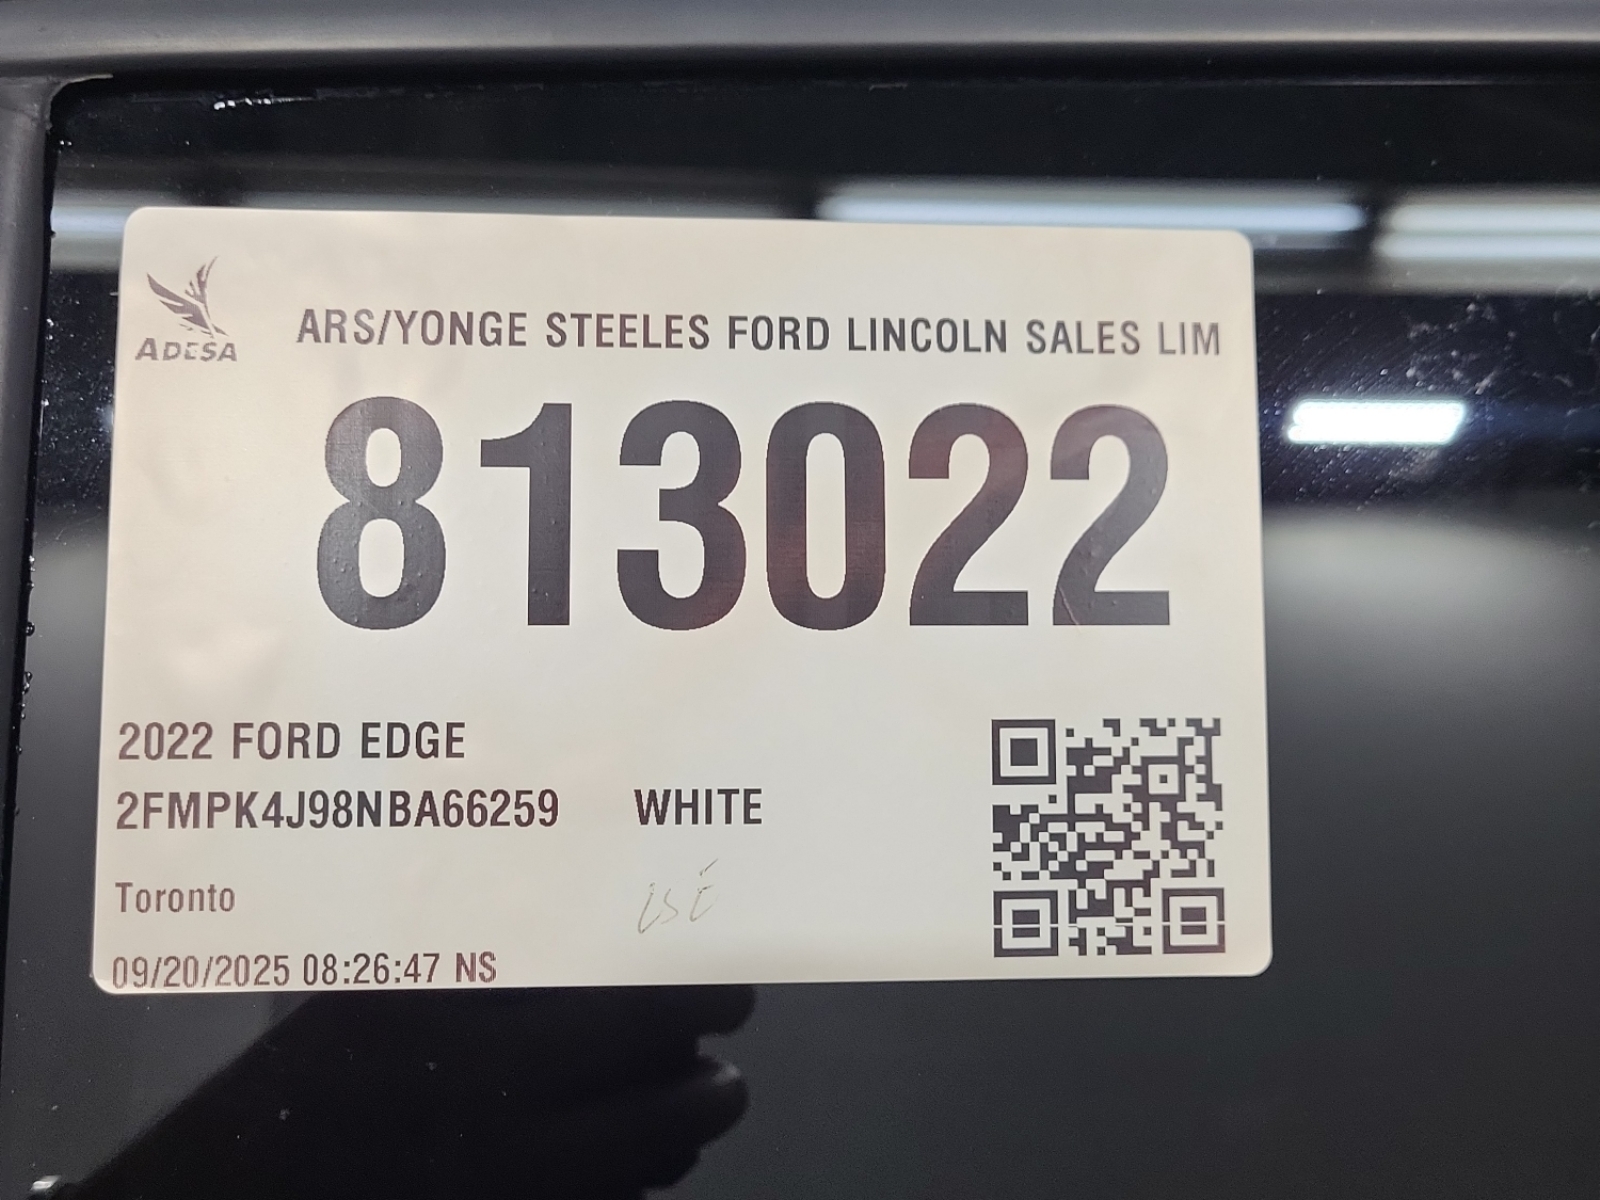 ADESA
ARS/YONGE STEELES FORD LINCOLN SALES LIM
813022
2022 FORD EDGE
2FMPK4J98NBA66259 WHITE
Toronto
09/20/2025 08:26:47 NS